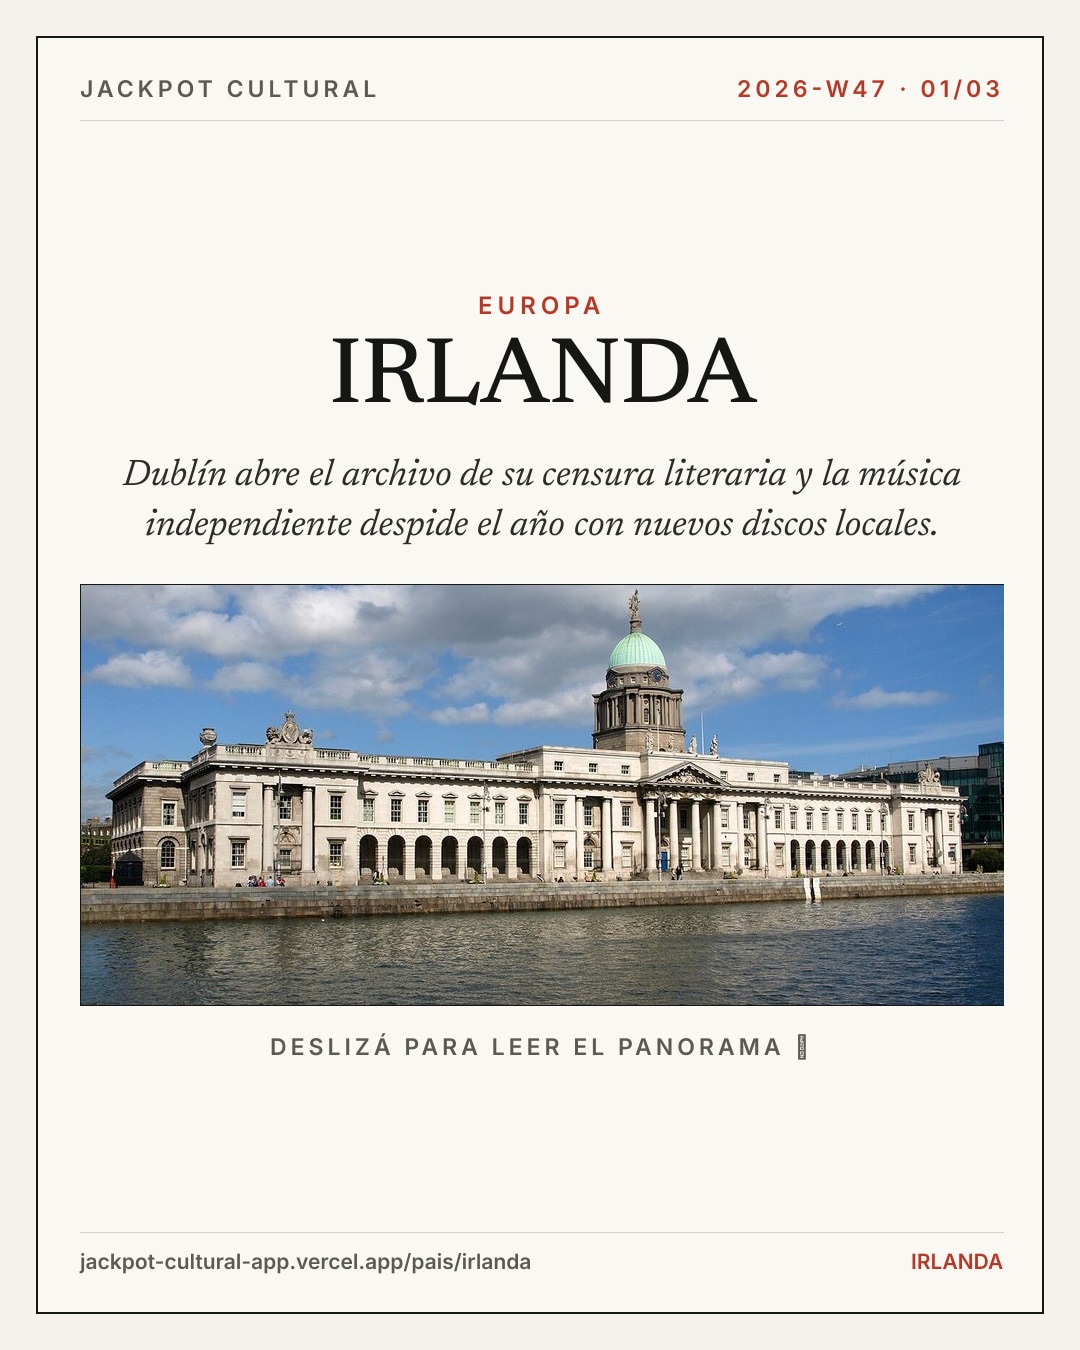 JACKPOT CULTURAL
2026-W47 · 01/03
EUROPA
IRLANDA
Dublín abre el archivo de su censura literaria y la música
independiente despide el año con nuevos discos locales.
DESLIZÁ PARA LEER EL PANORAMA
jackpot-cultural-app.vercel.app/pais/irlanda
IRLANDA